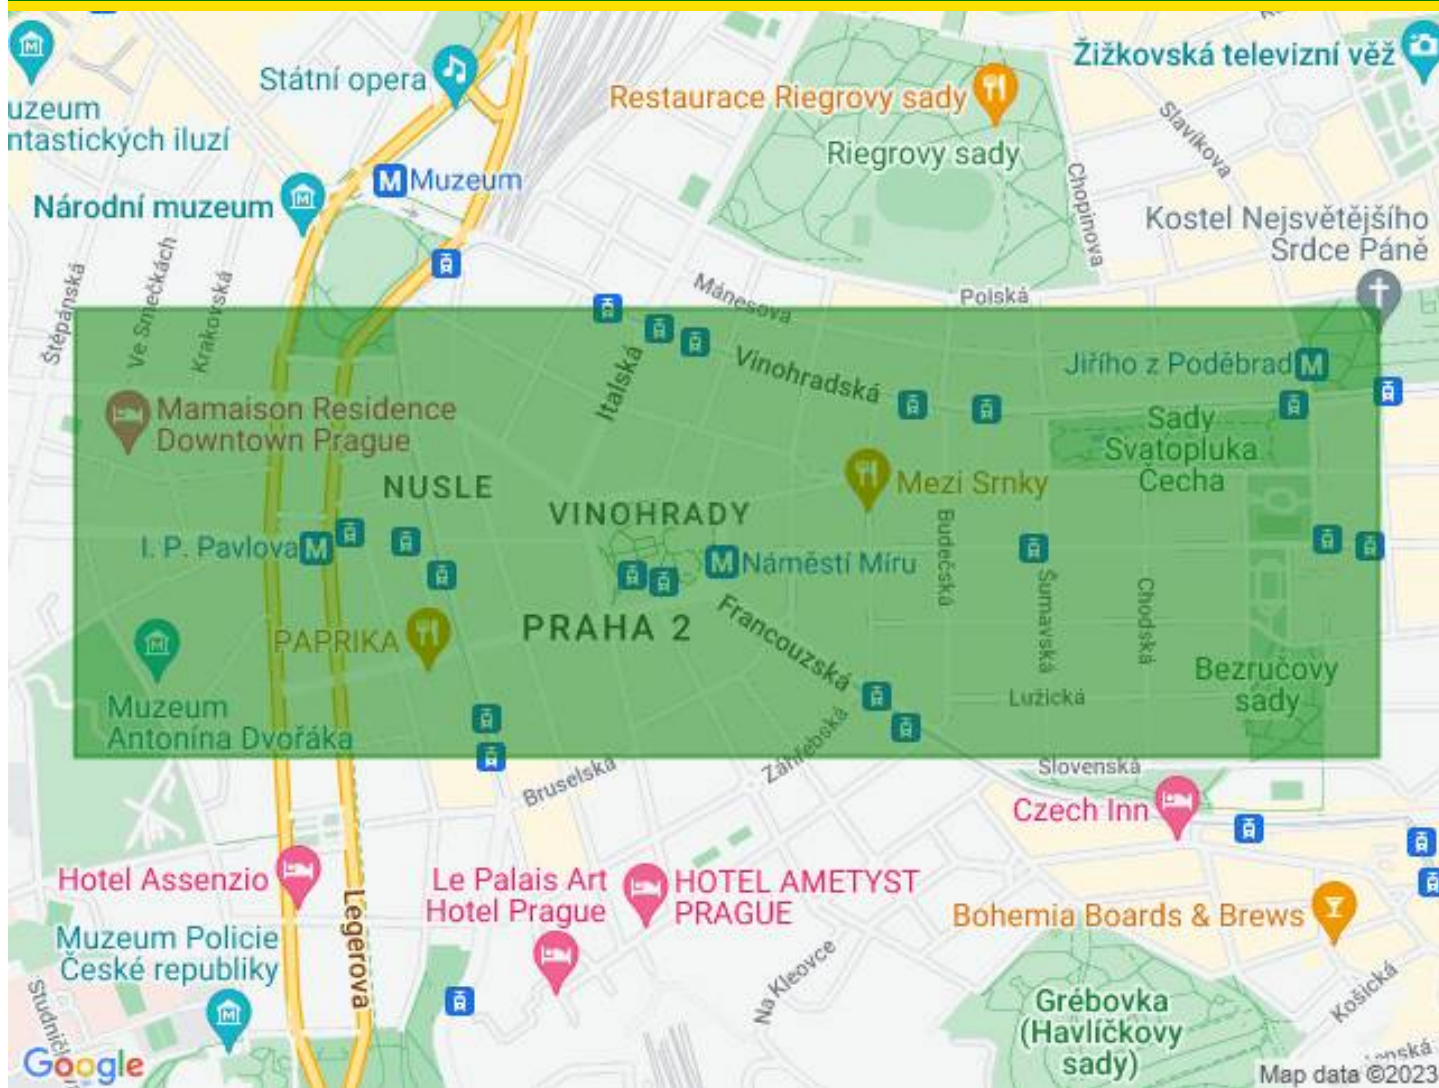 Žižkovská televizní věž
Státní opera
uzeum
ntastických iluzí
Restaurace Riegrovy sady
Riegrovy sady
Slavíkova
Muzeum
Národní muzeum
Chopinova
Kostel Nejsvětějšího
Srdce Páně
Štěpánská
Ve Smečkách
Krakovská
Mánesova
Polská
Italská
Vinohradská
Jiřího z Poděbrad
Mamaison Residence
Downtown Prague
Sady
Svatopluka
Čecha
NUSLE
VINOHRADY
Mezi Srnky
I. P. Pavlova
Náměstí Míru
Budečská
Šumavská
Chodská
PAPRIKA
PRAHA 2
Francouzská
Bezručovy
sady
Lužická
Muzeum
Antonína Dvořáka
Záhřebská
Bruselská
Slovenská
Czech Inn
Hotel Assenzio
Legerova
Le Palais Art
Hotel Prague
HOTEL AMETYST
PRAGUE
Bohemia Boards & Brews
Muzeum Policie
České republiky
Na Kleovce
Košická
Grébovka
(Havlíčkovy
sady)
Google
Map data ©2023